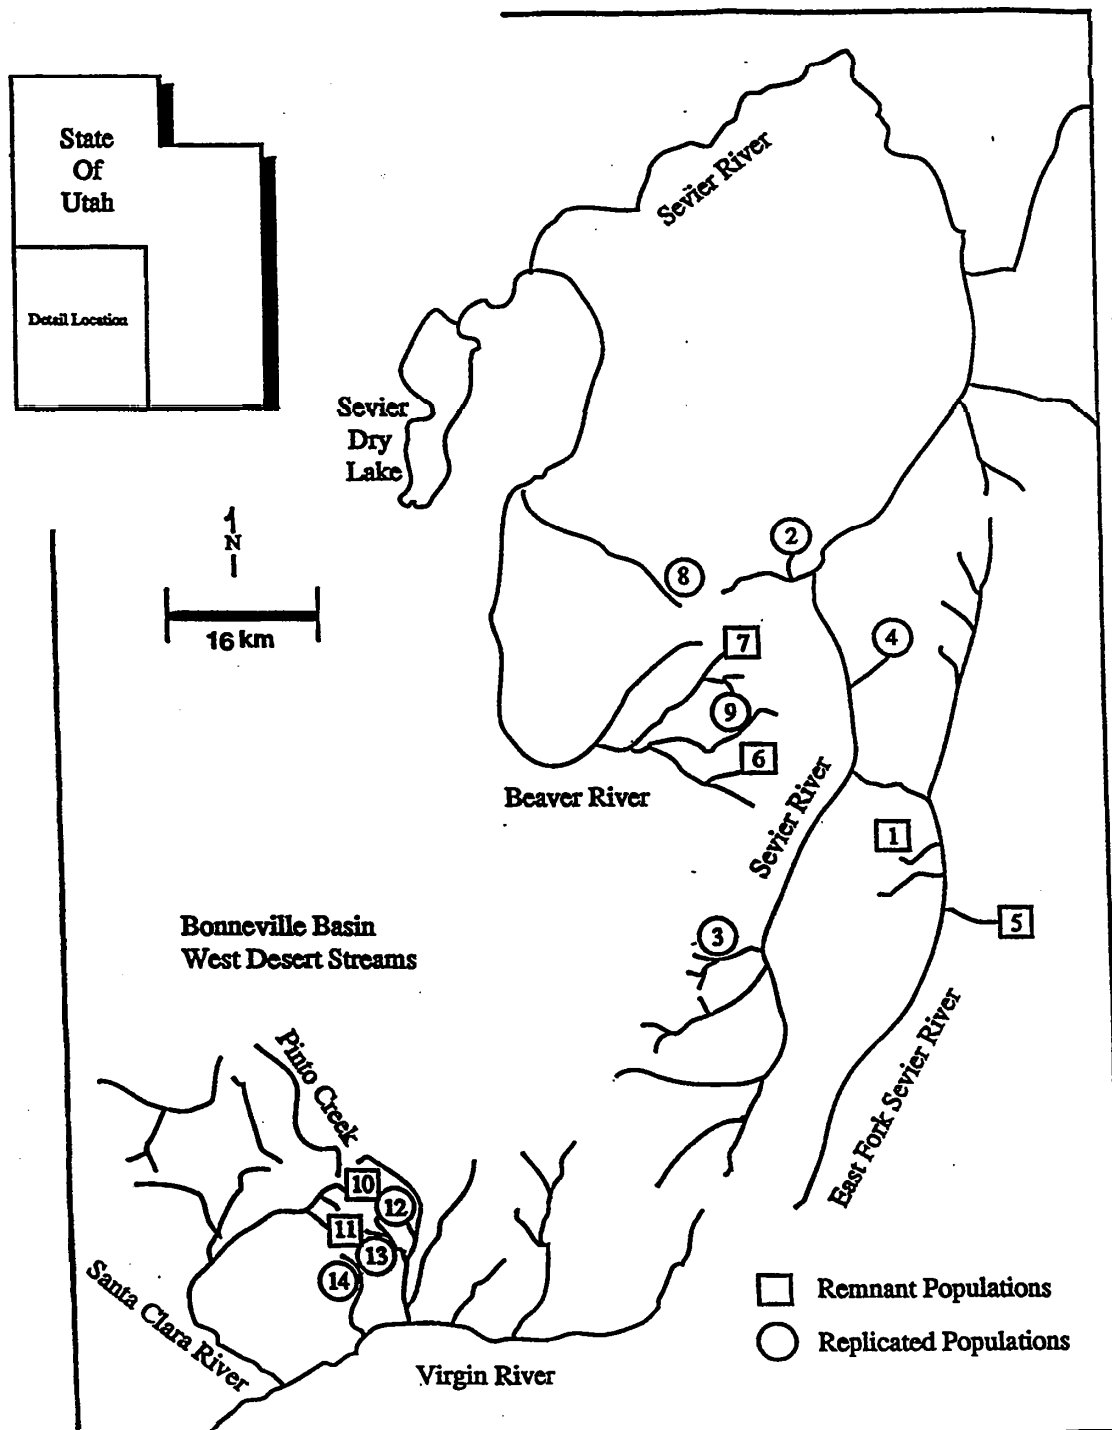 State
Of
Utah
Detail Location
Sevier River
Sevier
Dry
Lake
N
16 km
2
8
4
7
9
6
Beaver River
Sevier River
1
5
3
Bonneville Basin
West Desert Streams
East Fork Sevier River
Pinto Creek
10
12
11
13
14
Santa Clara River
Virgin River
Remnant Populations
Replicated Populations